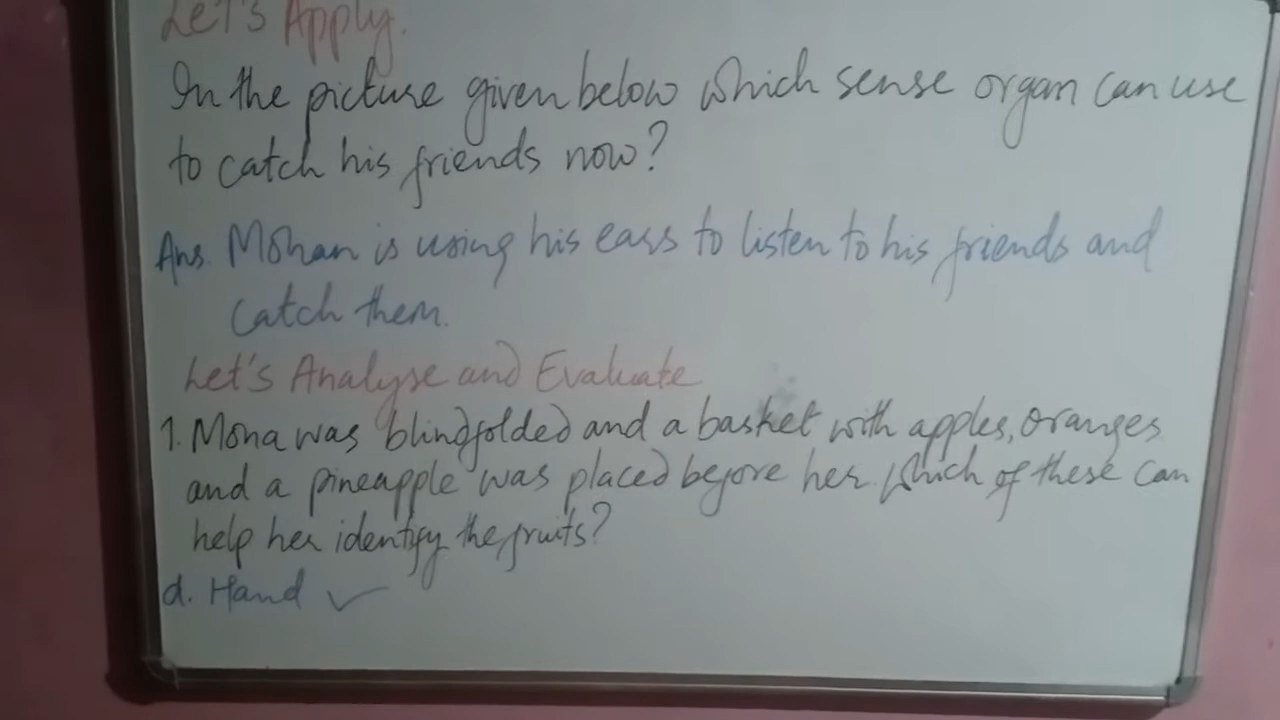 Let's Apply.
In the picture given below which sense organ can use
to catch his friends now?
Ans. Mohan is using his ears to listen to his friends and
catch them.
Let's Analyse and Evaluate
1. Mona was blindfolded and a basket with apples, oranges
and a pineapple was placed before her. Which of these can
help her identify the fruits?
d. Hand ✓